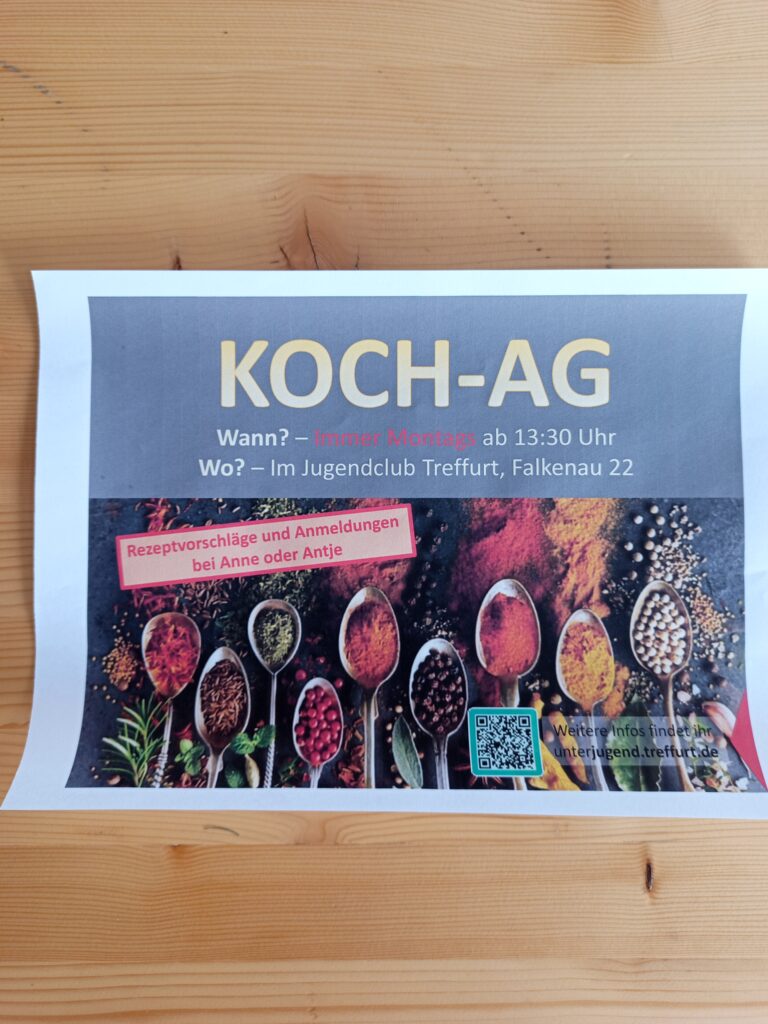 KOCH-AG
Wann? – Immer Montags ab 13:30 Uhr
Wo? – Im Jugendclub Treffurt, Falkenau 22
Rezeptvorschläge und Anmeldungen
bei Anne oder Antje
Weitere Infos findet ihr
unterjugend.treffurt.de